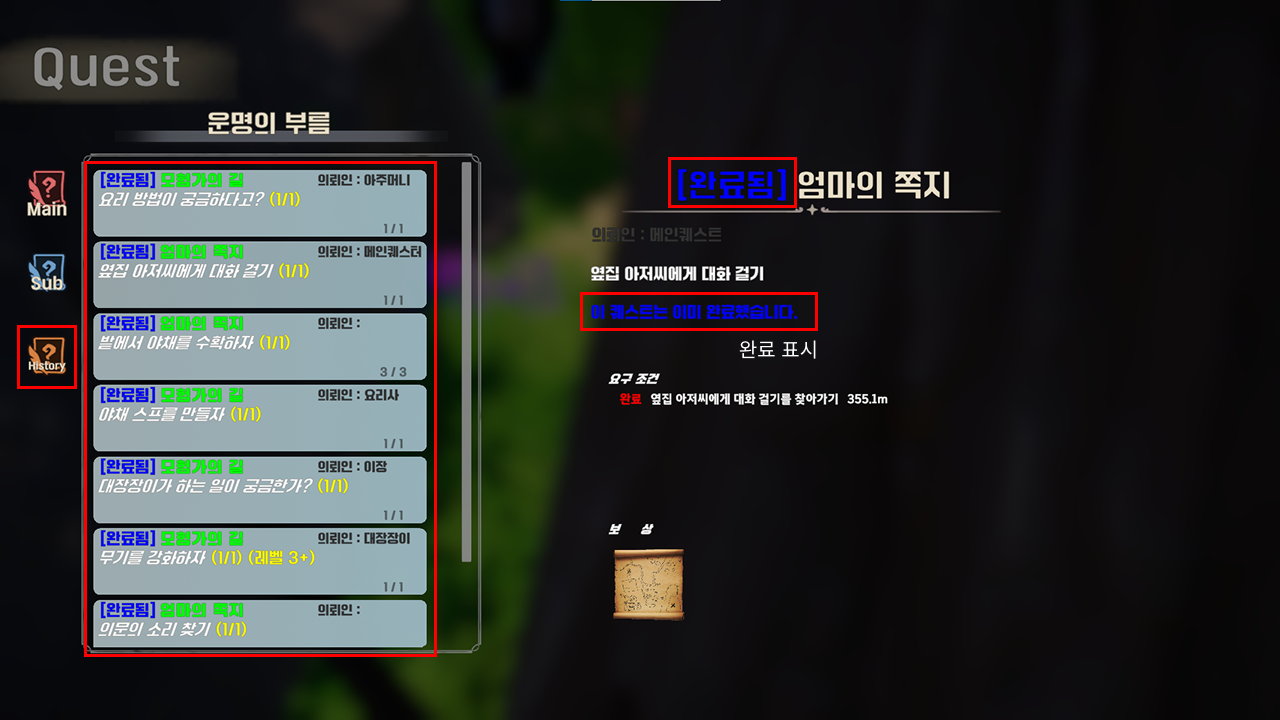 Quest
운명의 부름
Main
Sub
History
[완료됨] 모험가의 길 의뢰인 : 아주머니
요리 방법이 궁금하다고? (1/1)
1 / 1
[완료됨] 엄마의 쪽지 의뢰인 : 메인퀘스터
옆집 아저씨에게 대화 걸기 (1/1)
1 / 1
[완료됨] 엄마의 쪽지 의뢰인 :
밭에서 야채를 수확하자 (1/1)
3 / 3
[완료됨] 모험가의 길 의뢰인 : 요리사
야채 스프를 만들자 (1/1)
1 / 1
[완료됨] 모험가의 길 의뢰인 : 이장
대장장이가 하는 일이 궁금한가? (1/1)
1 / 1
[완료됨] 모험가의 길 의뢰인 : 대장장이
무기를 강화하자 (1/1) (레벨 3+)
1 / 1
[완료됨] 엄마의 쪽지 의뢰인 :
의문의 소리 찾기 (1/1)
[완료됨] 엄마의 쪽지
의뢰인 : 메인퀘스트
옆집 아저씨에게 대화 걸기
이 퀘스트는 이미 완료했습니다.
완료 표시
요구 조건
완료 옆집 아저씨에게 대화 걸기를 찾아가기 355.1m
보 상